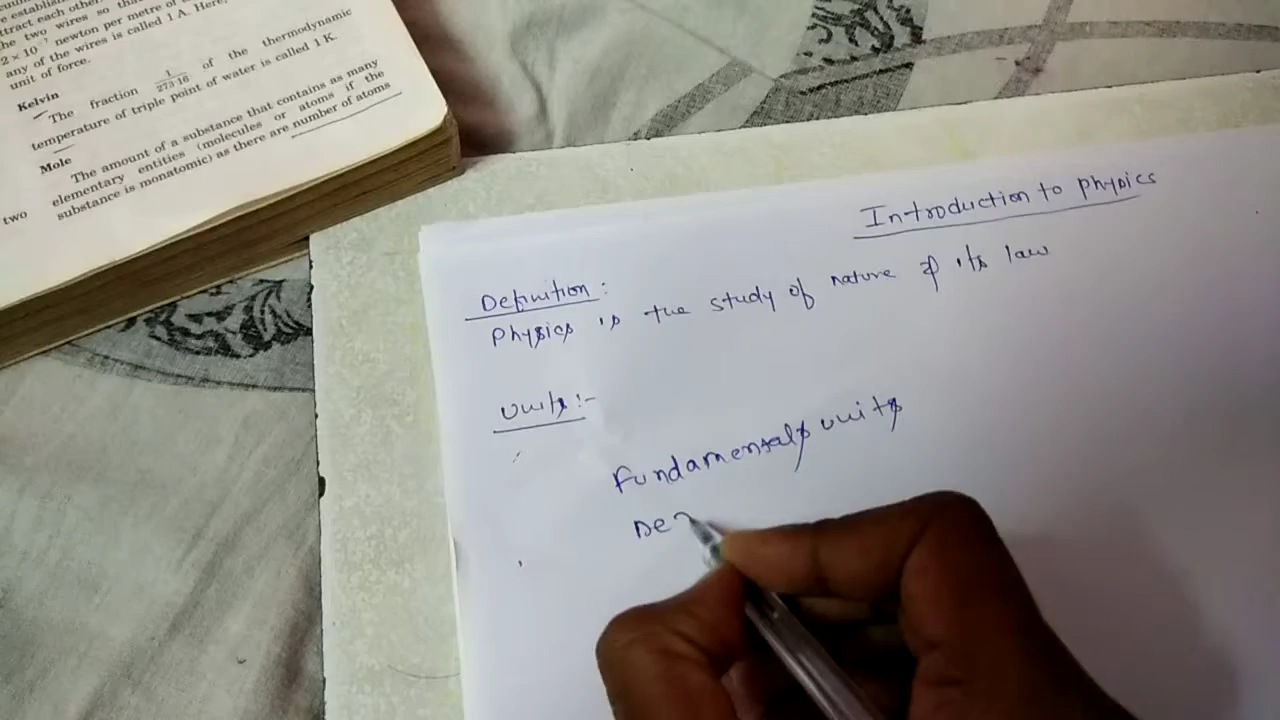 attract each other
the two wires so
2 × 10⁻⁷ newton per metre of
any of the wires is called 1 A. Here,
unit of force.
Kelvin
The fraction 1/273·16 of the thermodynamic
temperature of triple point of water is called 1 K.
Mole
The amount of a substance that contains as many
elementary entities (molecules or atoms if the
substance is monatomic) as there are number of atoms
two
Introduction to Physics
Definition:
Physics is the study of nature & its law
Units :-
Fundamentals units
De